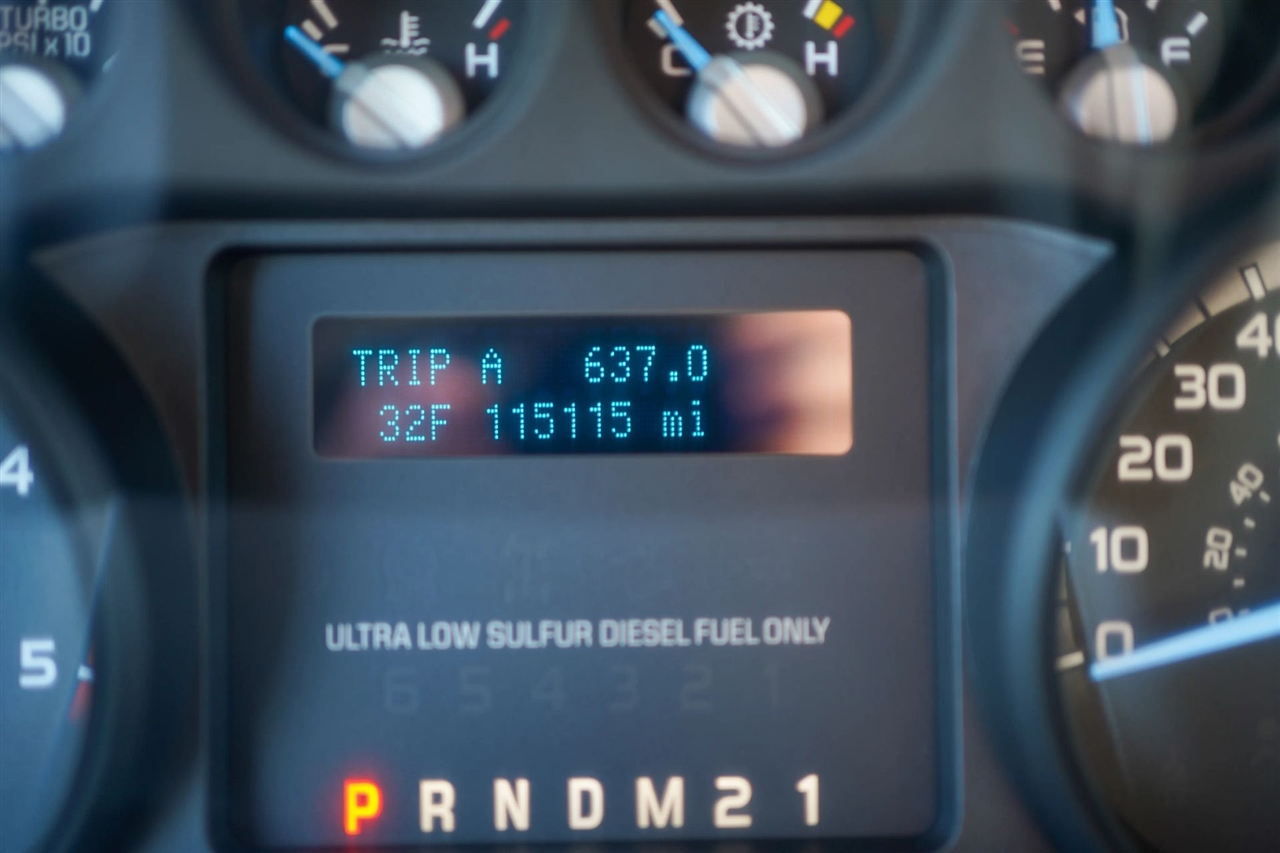 TURBO
PSI x 10
C H
C H
E F
TRIP A 637.0
32F 115115 mi
40
30
20
10
0
40
20
0
4
5
ULTRA LOW SULFUR DIESEL FUEL ONLY
6 5 4 3 2 1
P R N D M 2 1